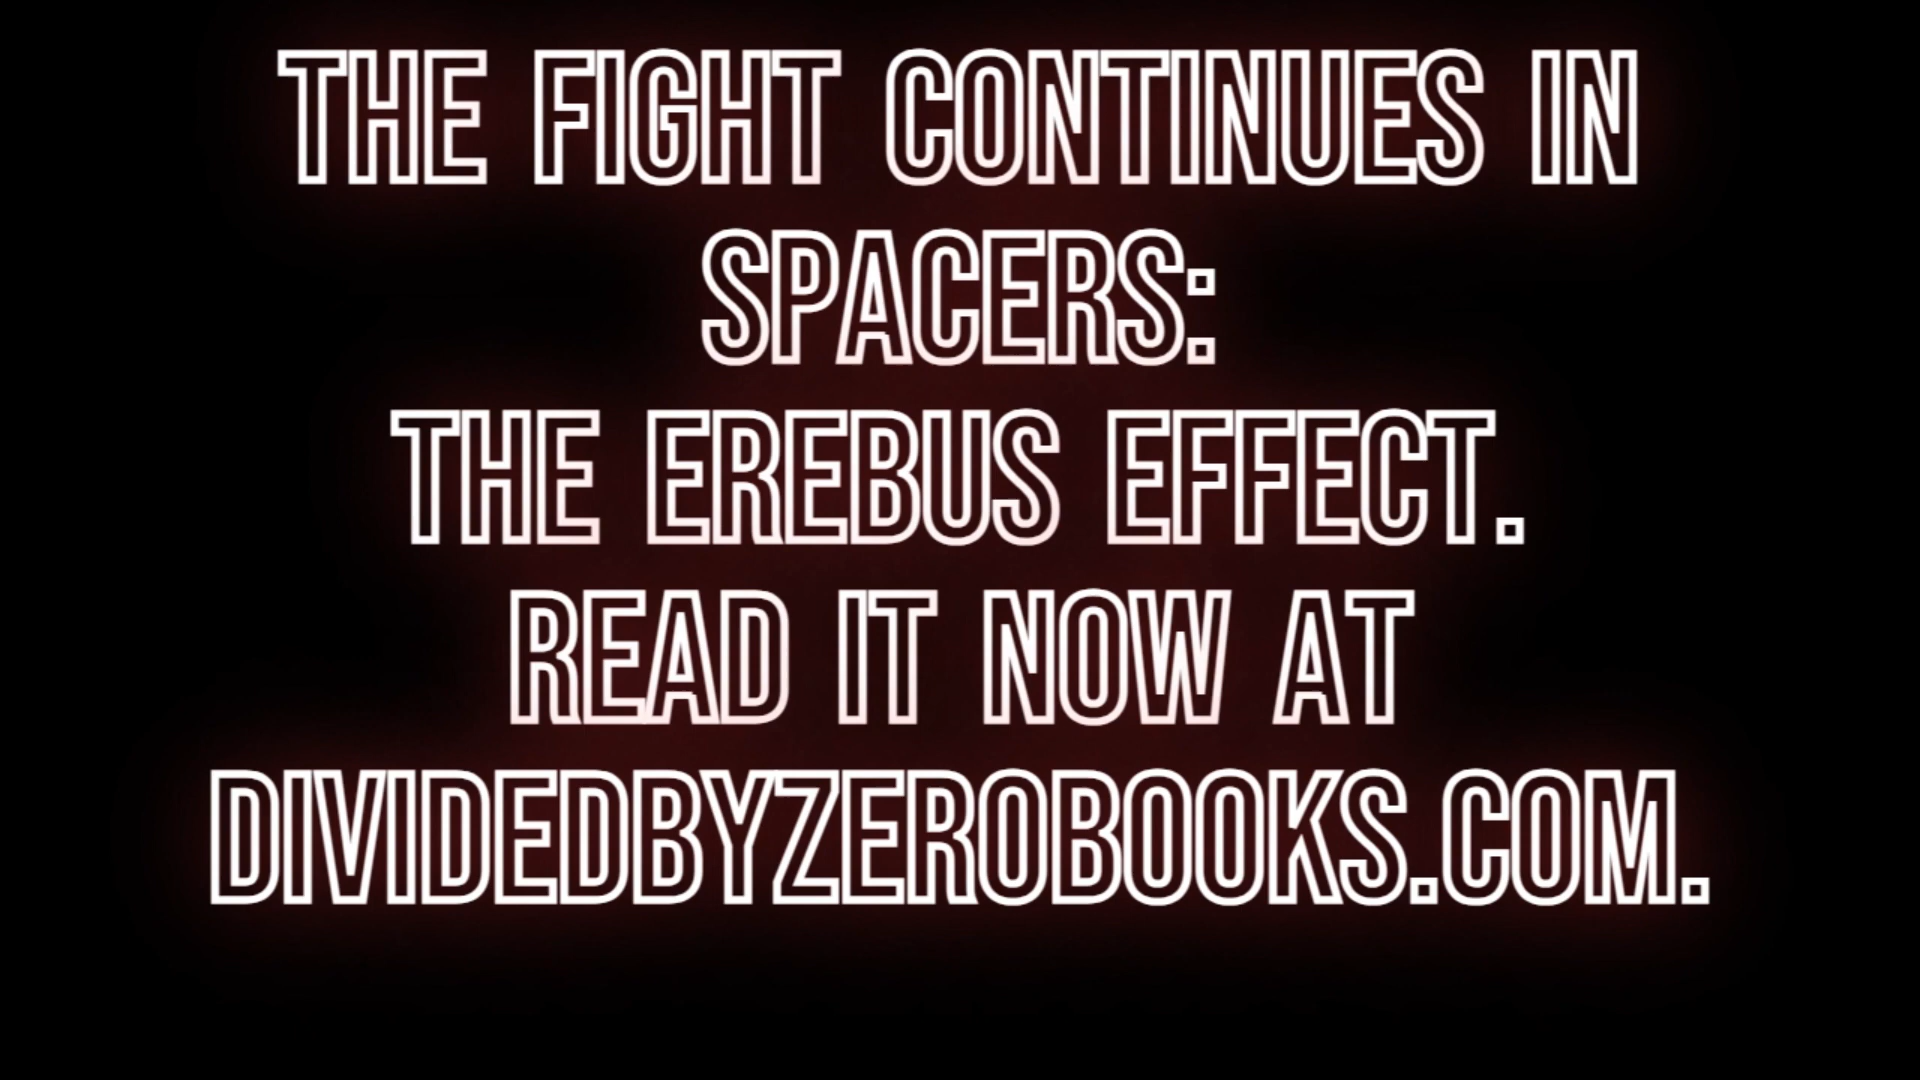 THE FIGHT CONTINUES IN
SPACERS:
THE EREBUS EFFECT.
READ IT NOW AT
DIVIDEDBYZEROBOOKS.COM.